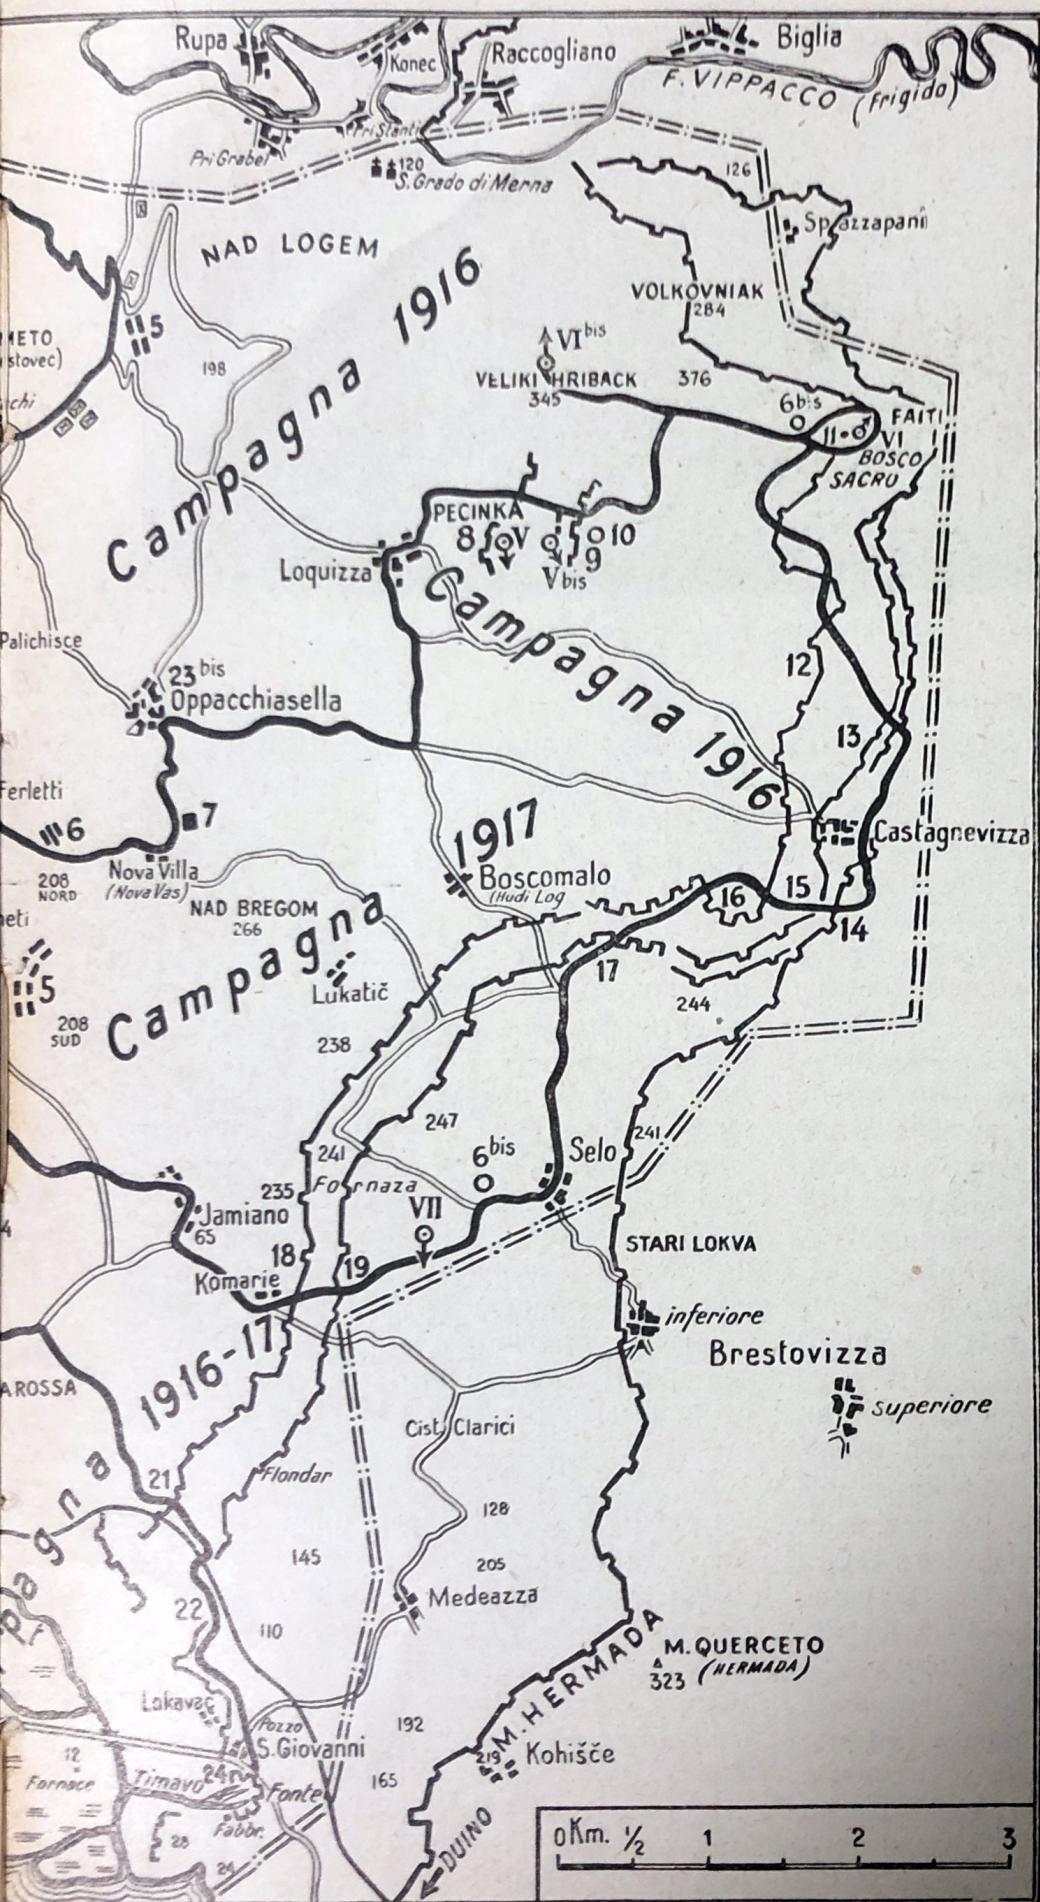 Rupa
Konec
Raccogliano
Biglia
F. VIPPACCO (Frigido)
Pri Stanti
Pri Grabel
120
S. Grado di Merna
126
Sp azzapani
NAD LOGEM
VOLKOVNIAK
284
5
198
Campagna 1916
VI bis
VELIKI HRIBACK
345
376
6 bis
FAITI
11
VI
BOSCO
SACRO
PECINKA
8
V
V bis
10
9
Loquizza
Campagna 1916
Palichisce
23 bis
Oppacchiasella
12
13
Ferletti
6
7
Nova Villa
(Nova Vas)
208
NORD
Castagnevizza
1917
Boscomalo
(Hudi Log
NAD BREGOM
266
Campagna
16
15
14
17
Lukatič
5
208
SUD
244
238
247
241
241
6 bis
Selo
235
Fornaza
VII
Jamiano
65
18
19
STARI LOKVA
Komarie
inferiore
Brestovizza
superiore
1916-17
AROSSA
Cist. Clarici
pagna
21
Flondar
128
145
205
Medeazza
22
110
M. HERMADA
M. QUERCETO
323 (HERMADA)
Lokavac
Pozzo
S. Giovanni
192
219
Kohišče
12
Fornace
Timavo
24
Fonte
165
Fabbr.
28
24
DUINO
0 Km. 1/2 1 2 3